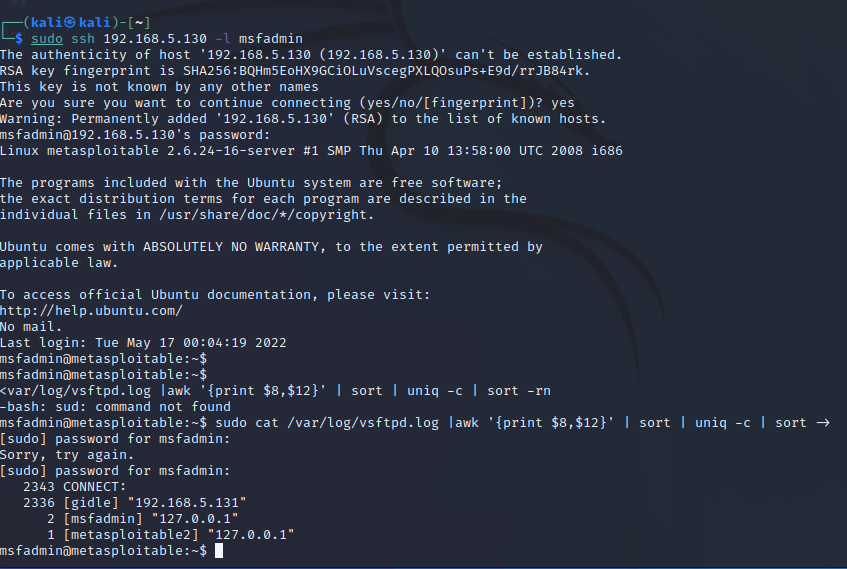 ┌──(kali㉿kali)-[~]
└─$ sudo ssh 192.168.5.130 -l msfadmin
The authenticity of host '192.168.5.130 (192.168.5.130)' can't be established.
RSA key fingerprint is SHA256:BQHm5EoHX9GCiOLuVscegPXLQOsuPs+E9d/rrJB84rk.
This key is not known by any other names
Are you sure you want to continue connecting (yes/no/[fingerprint])? yes
Warning: Permanently added '192.168.5.130' (RSA) to the list of known hosts.
msfadmin@192.168.5.130's password:
Linux metasploitable 2.6.24-16-server #1 SMP Thu Apr 10 13:58:00 UTC 2008 i686
The programs included with the Ubuntu system are free software;
the exact distribution terms for each program are described in the
individual files in /usr/share/doc/*/copyright.
Ubuntu comes with ABSOLUTELY NO WARRANTY, to the extent permitted by
applicable law.
To access official Ubuntu documentation, please visit:
http://help.ubuntu.com/
No mail.
Last login: Tue May 17 00:04:19 2022
msfadmin@metasploitable:~$
msfadmin@metasploitable:~$
<var/log/vsftpd.log |awk '{print $8,$12}' | sort | uniq -c | sort -rn
-bash: sud: command not found
msfadmin@metasploitable:~$ sudo cat /var/log/vsftpd.log |awk '{print $8,$12}' | sort | uniq -c | sort ->
[sudo] password for msfadmin:
Sorry, try again.
[sudo] password for msfadmin:
2343 CONNECT:
2336 [gidle] "192.168.5.131"
2 [msfadmin] "127.0.0.1"
1 [metasploitable2] "127.0.0.1"
msfadmin@metasploitable:~$